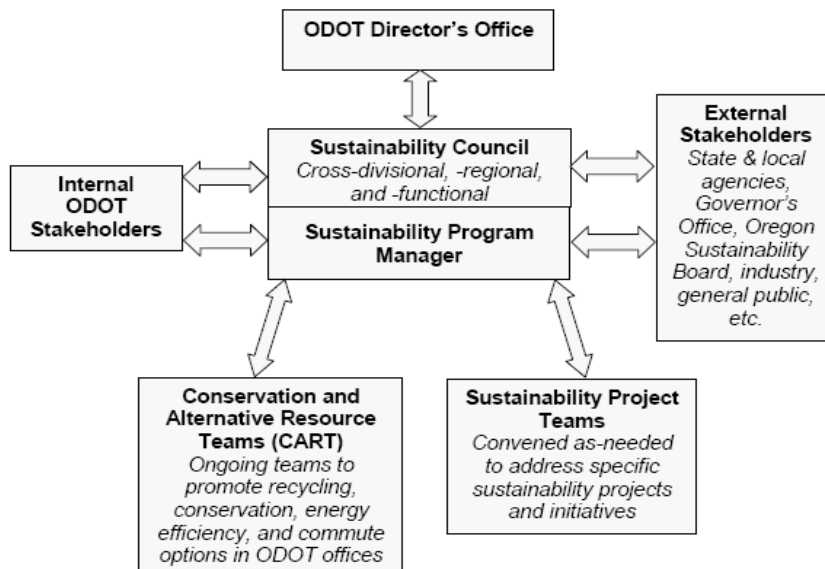 ODOT Director's Office
Sustainability Council
Cross-divisional, -regional,
and -functional
Sustainability Program
Manager
Internal
ODOT
Stakeholders
External
Stakeholders
State & local
agencies,
Governor's
Office, Oregon
Sustainability
Board, industry,
general public,
etc.
Conservation and
Alternative Resource
Teams (CART)
Ongoing teams to
promote recycling,
conservation, energy
efficiency, and commute
options in ODOT offices
Sustainability Project
Teams
Convened as-needed
to address specific
sustainability projects
and initiatives